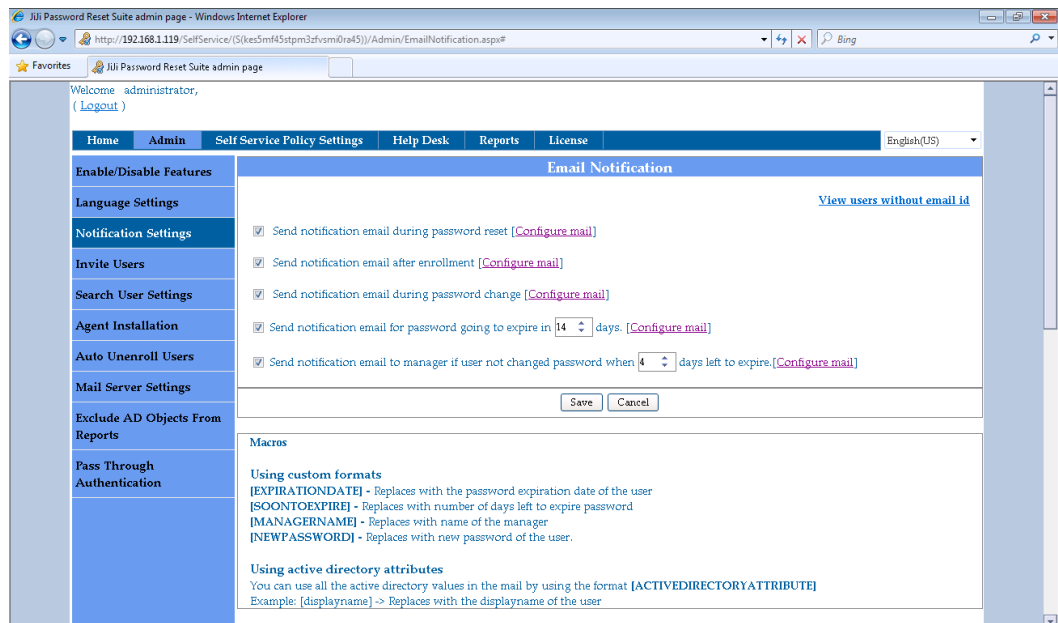 JiJi Password Reset Suite admin page - Windows Internet Explorer
http://192.168.1.119/SelfService/(S(kes5mf45stpm3zfvsmi0ra45))/Admin/EmailNotification.aspx#
Bing
Favorites
JiJi Password Reset Suite admin page
Welcome administrator,
( Logout )
Home Admin Self Service Policy Settings Help Desk Reports License English(US)
Enable/Disable Features
Language Settings
Notification Settings
Invite Users
Search User Settings
Agent Installation
Auto Unenroll Users
Mail Server Settings
Exclude AD Objects From
Reports
Pass Through
Authentication
Email Notification
View users without email id
Send notification email during password reset [Configure mail]
Send notification email after enrollment [Configure mail]
Send notification email during password change [Configure mail]
Send notification email for password going to expire in 14 days. [Configure mail]
Send notification email to manager if user not changed password when 4 days left to expire.[Configure mail]
Save Cancel
Macros
Using custom formats
[EXPIRATIONDATE] - Replaces with the password expiration date of the user
[SOONTOEXPIRE] - Replaces with number of days left to expire password
[MANAGERNAME] - Replaces with name of the manager
[NEWPASSWORD] - Replaces with new password of the user.
Using active directory attributes
You can use all the active directory values in the mail by using the format [ACTIVEDIRECTORYATTRIBUTE]
Example: [displayname] -> Replaces with the displayname of the user